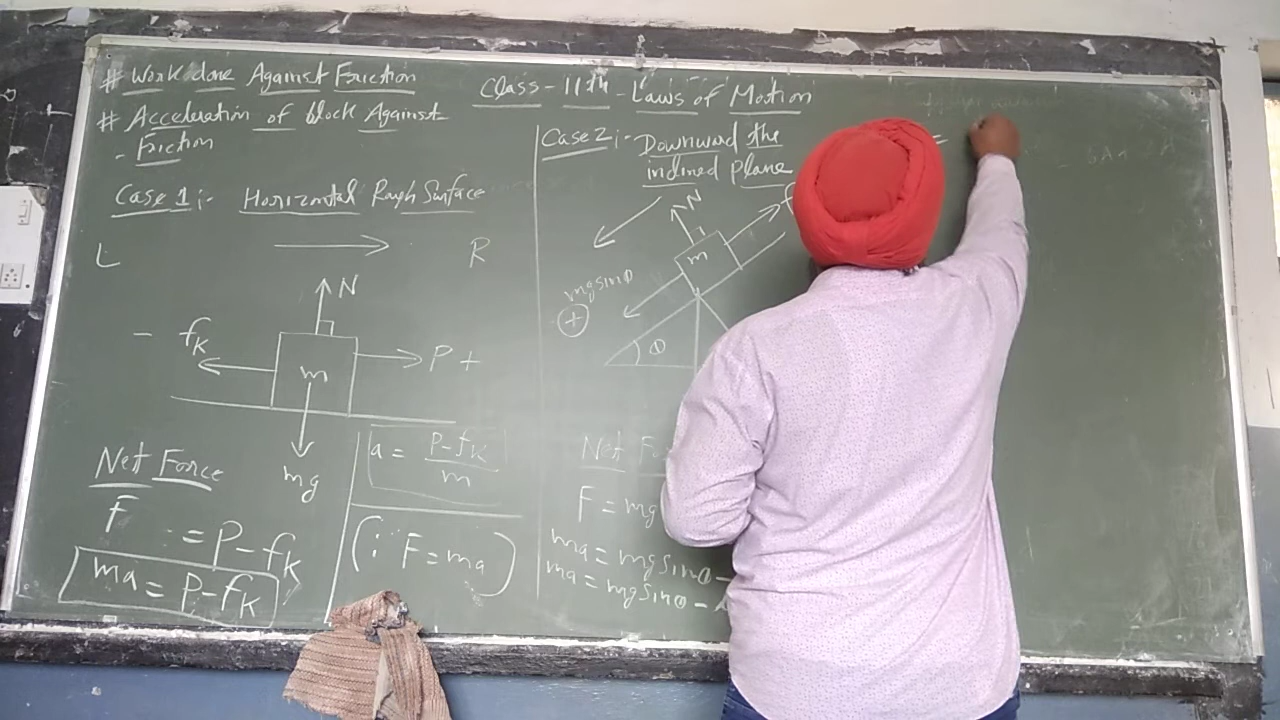 # Work done Against Friction
# Acceleration of block Against
- Friction
Class - 11th - Laws of Motion
Case 1 ;- Horizontal Rough Surface
L
R
N
- fK
m
P +
mg
Net Force
F = P - fK
ma = P - fK
a = P - fK / m
(∵ F = ma)
Case 2 ;- Downward the
inclined plane
N
m
mg sinθ
+
θ
Net
F = mg
ma = mg sinθ -
ma = mg sinθ -
=